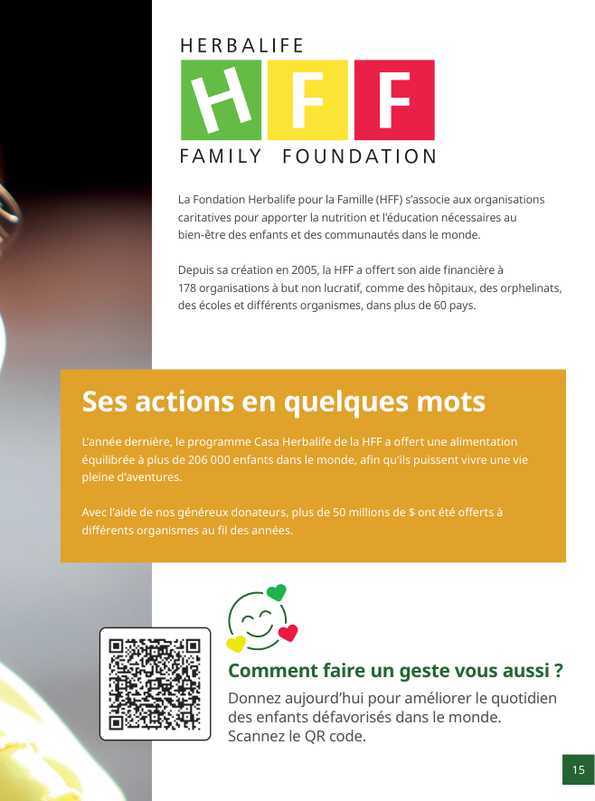 HERBALIFE
HFF
FAMILY FOUNDATION
La Fondation Herbalife pour la Famille (HFF) s'associe aux organisations
caritatives pour apporter la nutrition et l'éducation nécessaires au
bien-être des enfants et des communautés dans le monde.
Depuis sa création en 2005, la HFF a offert son aide financière à
178 organisations à but non lucratif, comme des hôpitaux, des orphelinats,
des écoles et différents organismes, dans plus de 60 pays.
Ses actions en quelques mots
L'année dernière, le programme Casa Herbalife de la HFF a offert une alimentation
équilibrée à plus de 206 000 enfants dans le monde, afin qu'ils puissent vivre une vie
pleine d'aventures.
Avec l'aide de nos généreux donateurs, plus de 50 millions de $ ont été offerts à
différents organismes au fil des années.
Comment faire un geste vous aussi ?
Donnez aujourd'hui pour améliorer le quotidien
des enfants défavorisés dans le monde.
Scannez le QR code.
15